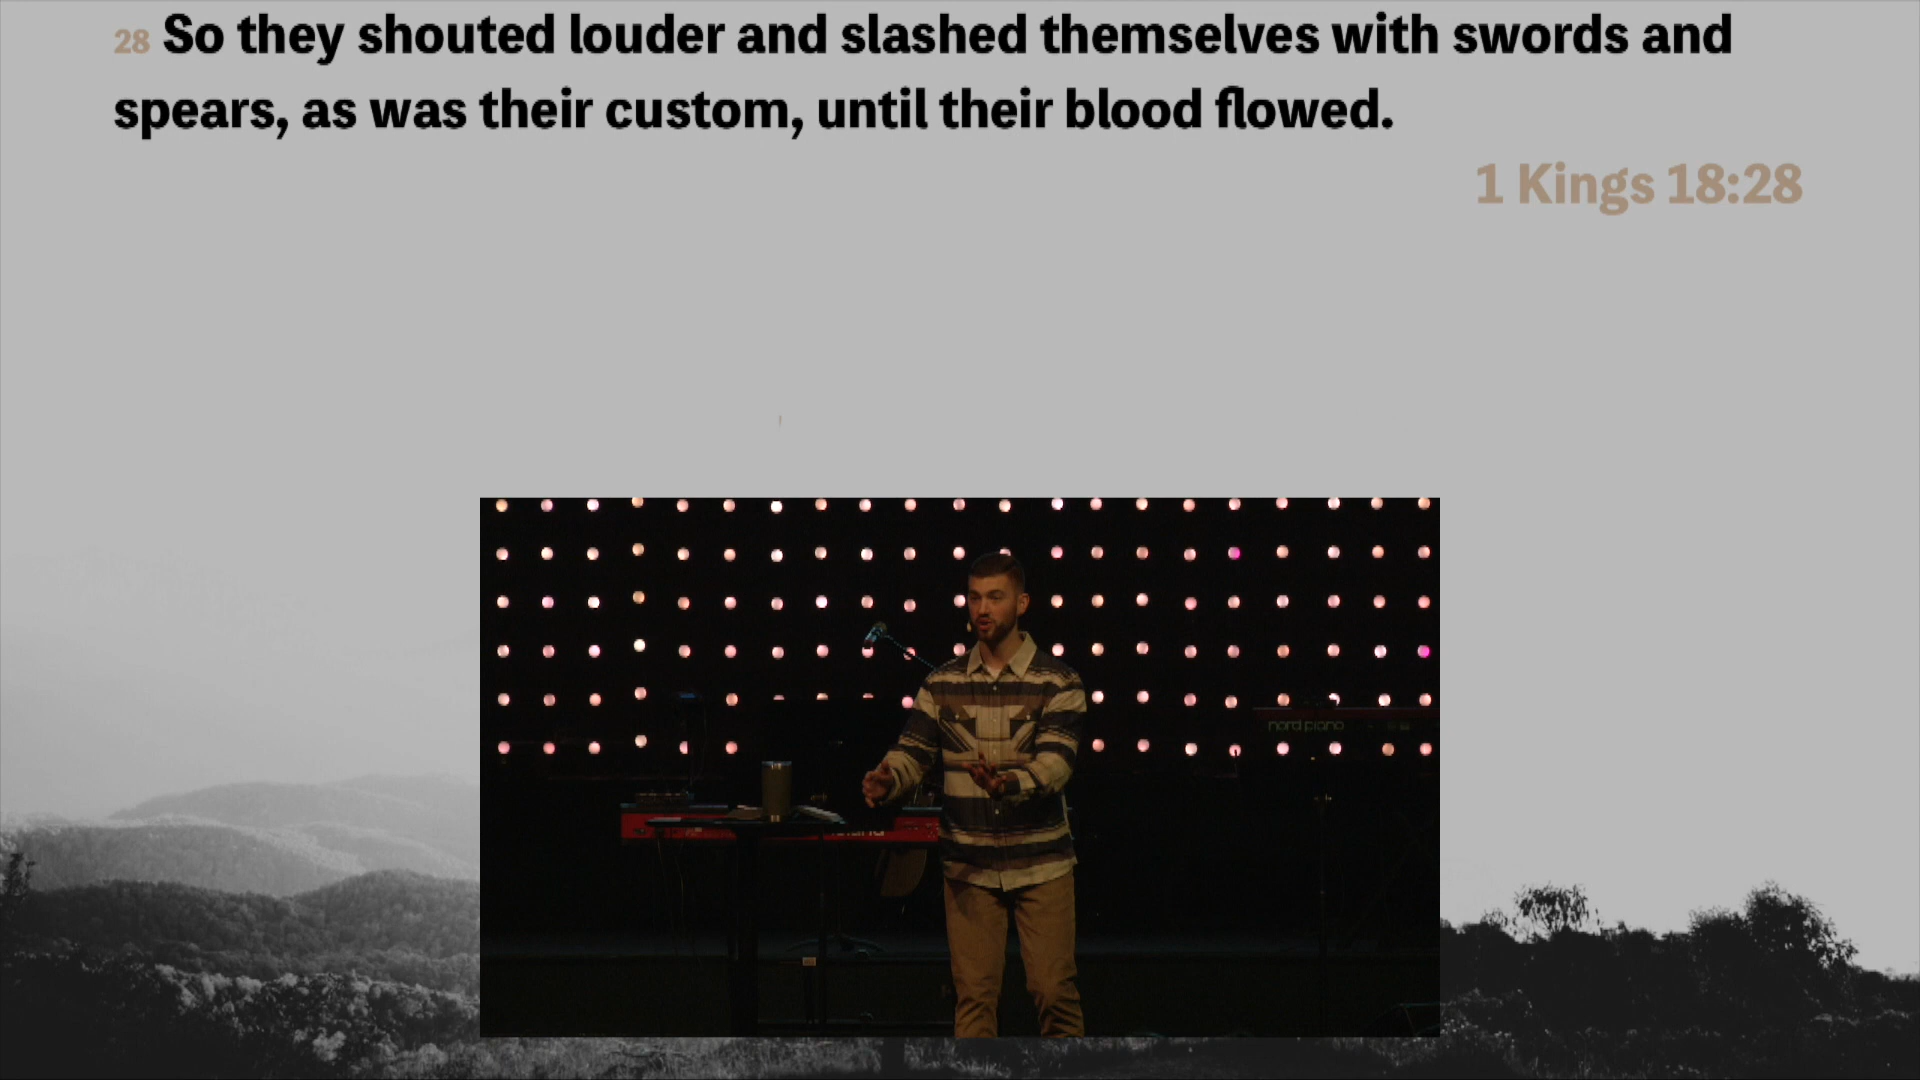 28 So they shouted louder and slashed themselves with swords and
spears, as was their custom, until their blood flowed.
1 Kings 18:28
nord piano